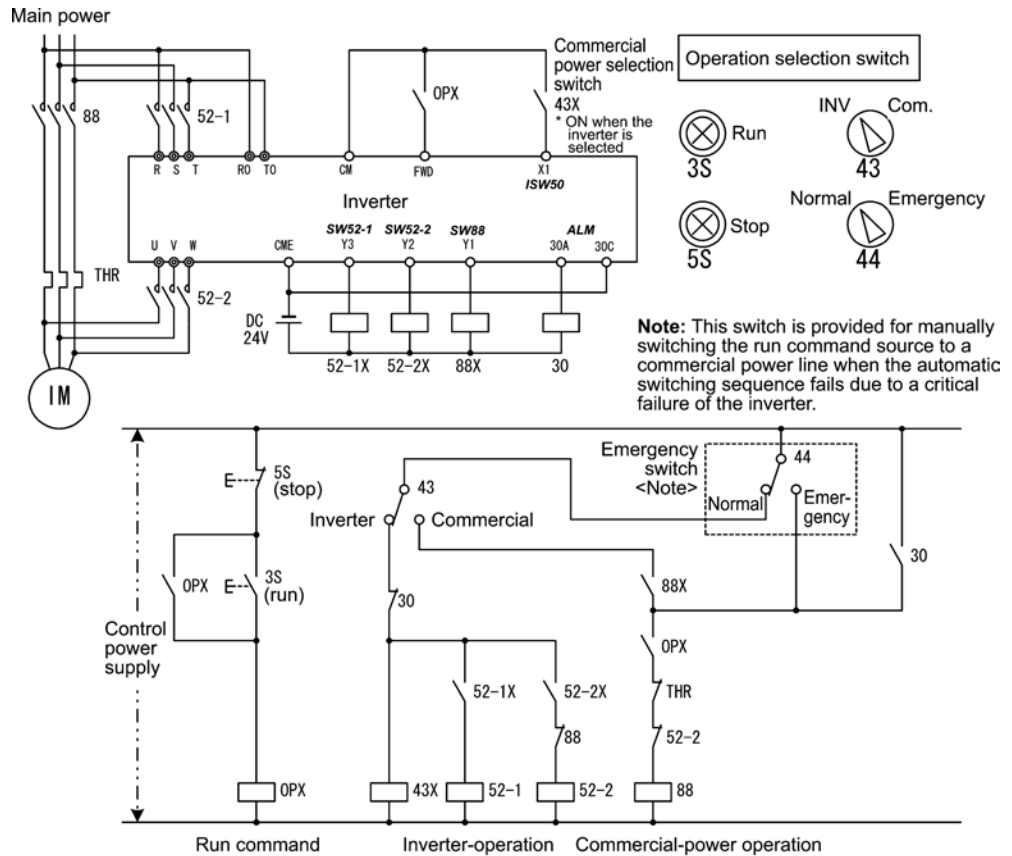 Main power
88
52-1
R S T R0 T0
CM
FWD
X1
ISW50
OPX
Commercial
power selection
switch
43X
* ON when the
inverter is
selected
Operation selection switch
Run
3S
INV Com.
43
Stop
5S
Normal Emergency
44
Inverter
U V W
CME
SW52-1
Y3
SW52-2
Y2
SW88
Y1
ALM
30A 30C
THR
52-2
DC
24V
52-1X 52-2X 88X 30
IM
Note: This switch is provided for manually
switching the run command source to a
commercial power line when the automatic
switching sequence fails due to a critical
failure of the inverter.
Control
power
supply
5S
(stop)
OPX
3S
(run)
OPX
43
Inverter
Commercial
30
52-1X
52-2X
88
43X
52-1
52-2
Emergency
switch
<Note>
44
Normal
Emer-
gency
30
88X
OPX
THR
52-2
88
Run command
Inverter-operation
Commercial-power operation